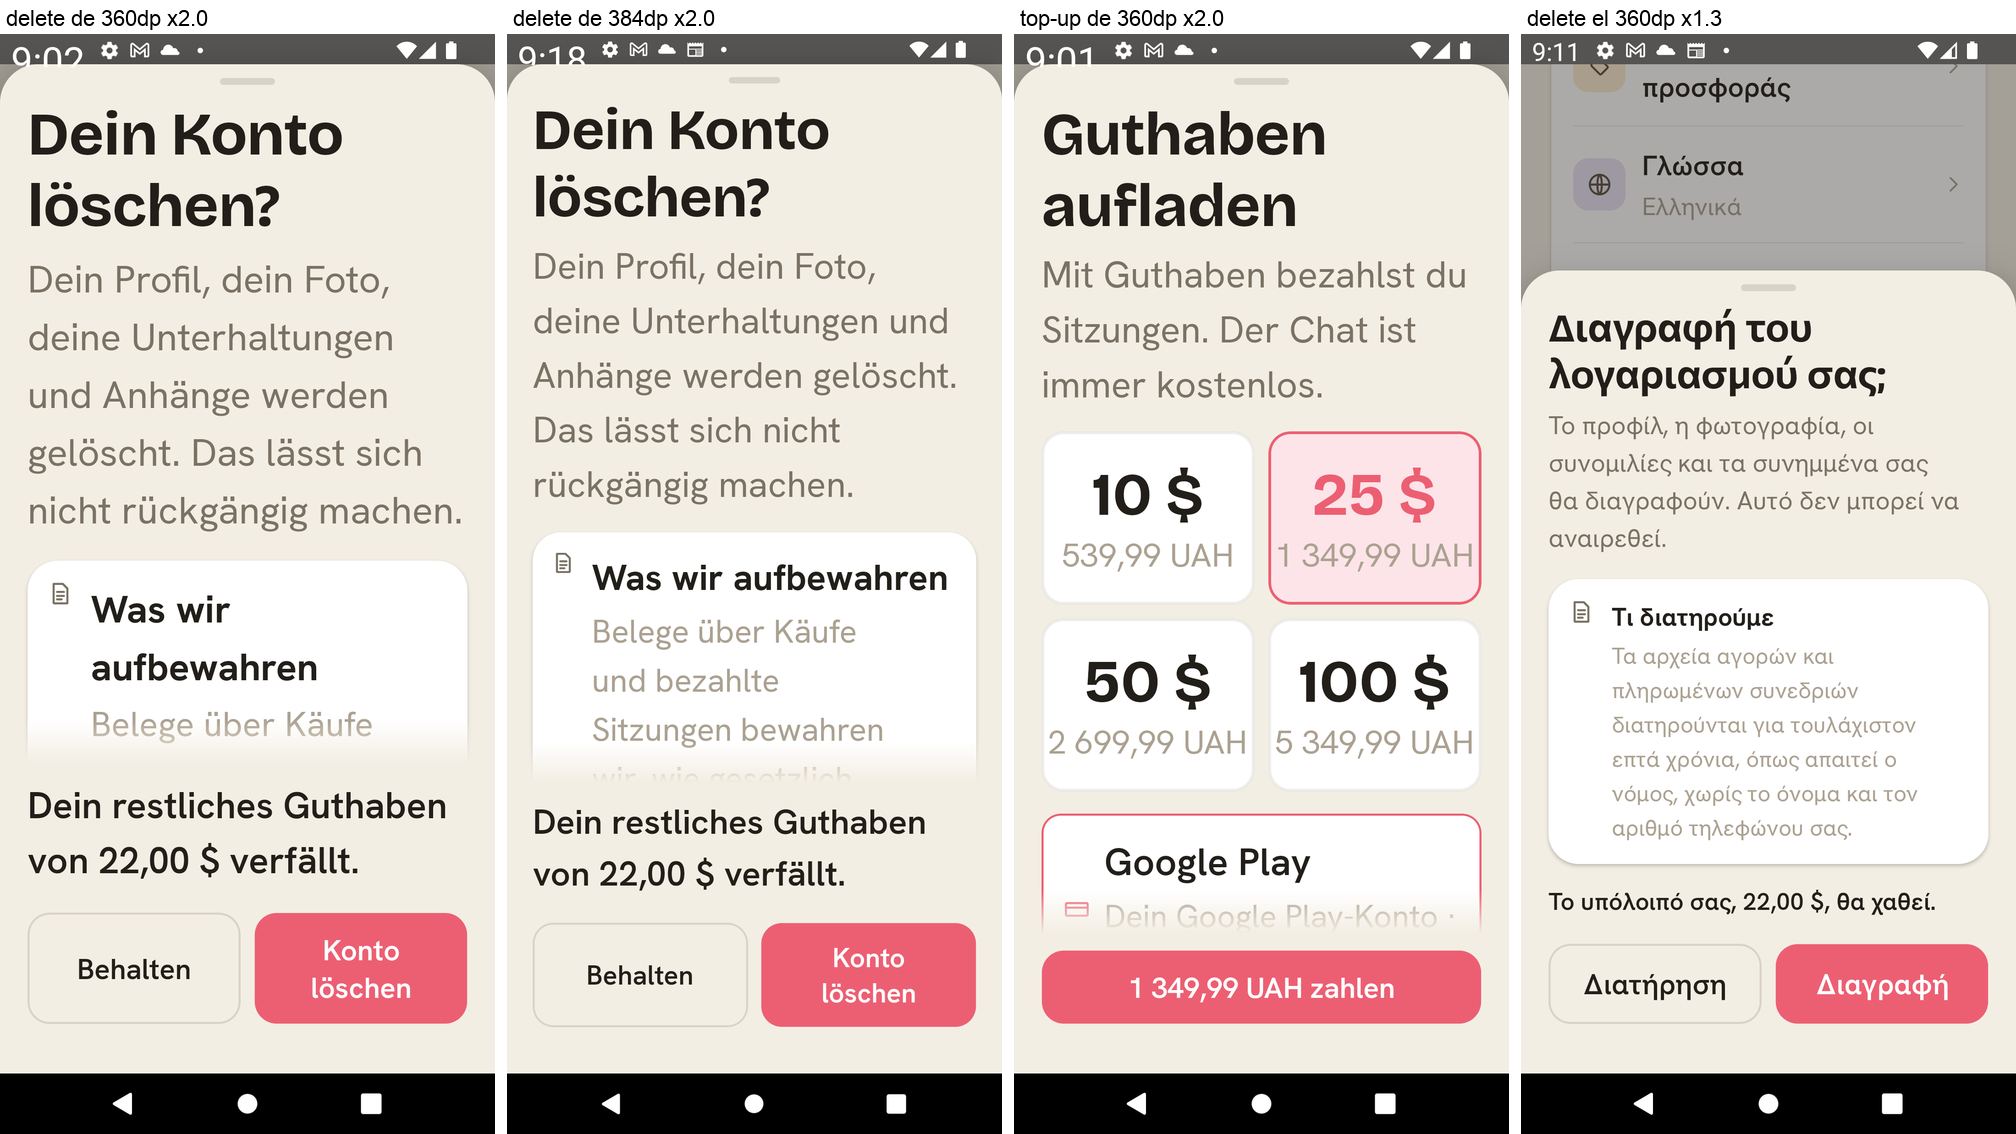 delete de 360dp x2.0
9:02
Dein Konto
löschen?
Dein Profil, dein Foto,
deine Unterhaltungen
und Anhänge werden
gelöscht. Das lässt sich
nicht rückgängig machen.
Was wir
aufbewahren
Belege über Käufe
Dein restliches Guthaben
von 22,00 $ verfällt.
Behalten
Konto
löschen
delete de 384dp x2.0
9:18
Dein Konto
löschen?
Dein Profil, dein Foto,
deine Unterhaltungen und
Anhänge werden gelöscht.
Das lässt sich nicht
rückgängig machen.
Was wir aufbewahren
Belege über Käufe
und bezahlte
Sitzungen bewahren
wir, wie gesetzlich
Dein restliches Guthaben
von 22,00 $ verfällt.
Behalten
Konto
löschen
top-up de 360dp x2.0
9:01
Guthaben
aufladen
Mit Guthaben bezahlst du
Sitzungen. Der Chat ist
immer kostenlos.
10 $
539,99 UAH
25 $
1 349,99 UAH
50 $
2 699,99 UAH
100 $
5 349,99 UAH
Google Play
Dein Google Play-Konto ·
1 349,99 UAH zahlen
delete el 360dp x1.3
9:11
προσφοράς
Γλώσσα
Ελληνικά
Διαγραφή του
λογαριασμού σας;
Το προφίλ, η φωτογραφία, οι
συνομιλίες και τα συνημμένα σας
θα διαγραφούν. Αυτό δεν μπορεί να
αναιρεθεί.
Τι διατηρούμε
Τα αρχεία αγορών και
πληρωμένων συνεδριών
διατηρούνται για τουλάχιστον
επτά χρόνια, όπως απαιτεί ο
νόμος, χωρίς το όνομα και τον
αριθμό τηλεφώνου σας.
Το υπόλοιπό σας, 22,00 $, θα χαθεί.
Διατήρηση
Διαγραφή